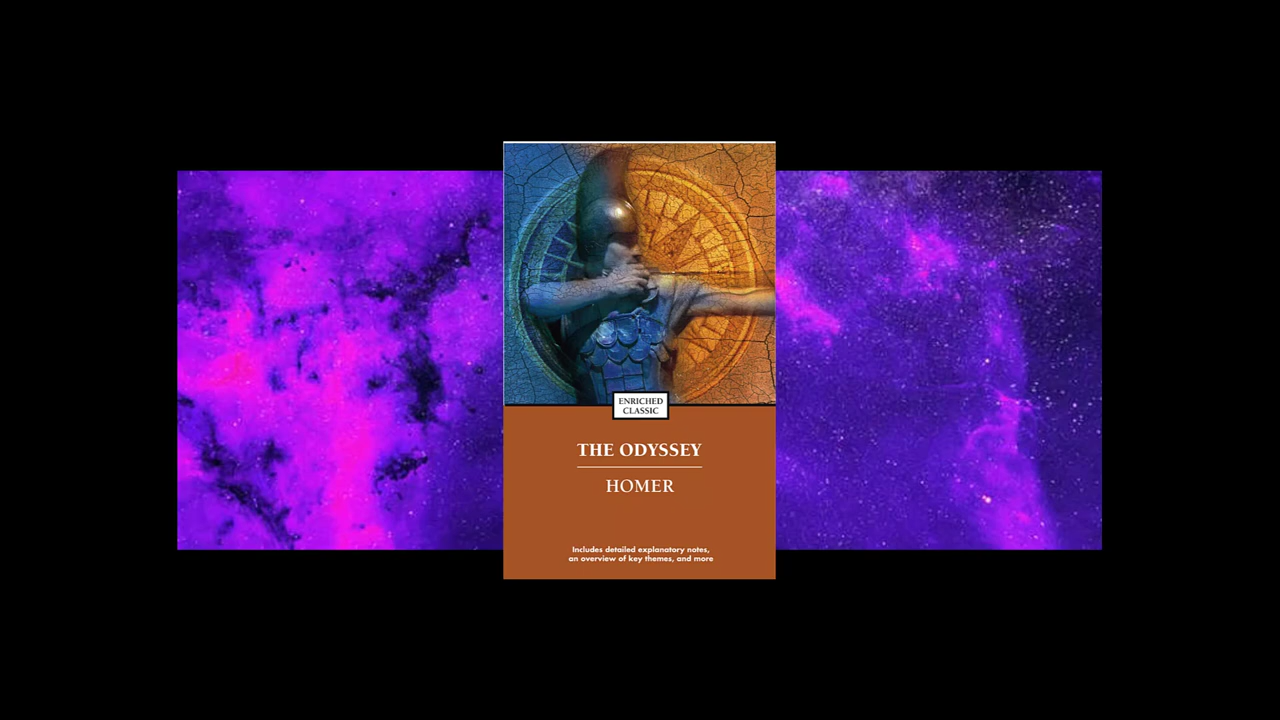 ENRICHED
CLASSIC
THE ODYSSEY
HOMER
Includes detailed explanatory notes,
an overview of key themes, and more